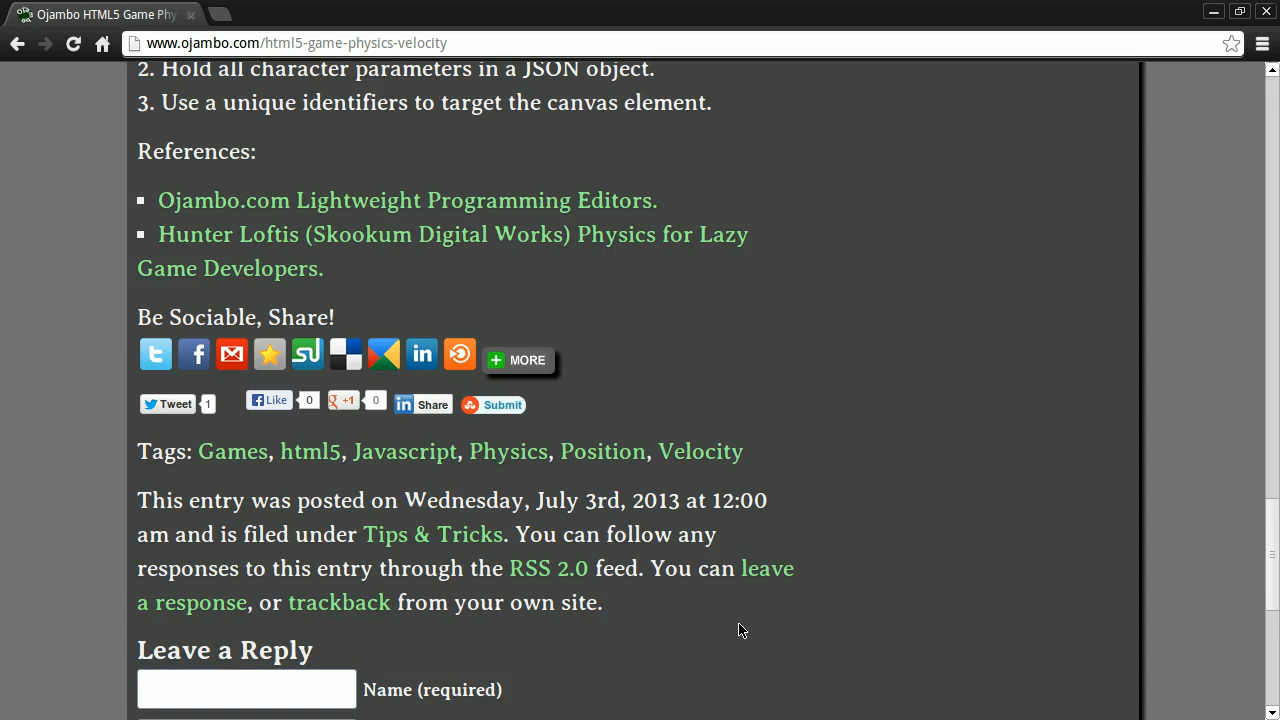 Ojambo HTML5 Game Phy
www.ojambo.com/html5-game-physics-velocity
2. Hold all character parameters in a JSON object.
3. Use a unique identifiers to target the canvas element.
References:
Ojambo.com Lightweight Programming Editors.
Hunter Loftis (Skookum Digital Works) Physics for Lazy
Game Developers.
Be Sociable, Share!
MORE
Tweet 1 Like 0 +1 0 Share Submit
Tags: Games, html5, Javascript, Physics, Position, Velocity
This entry was posted on Wednesday, July 3rd, 2013 at 12:00
am and is filed under Tips & Tricks. You can follow any
responses to this entry through the RSS 2.0 feed. You can leave
a response, or trackback from your own site.
Leave a Reply
Name (required)